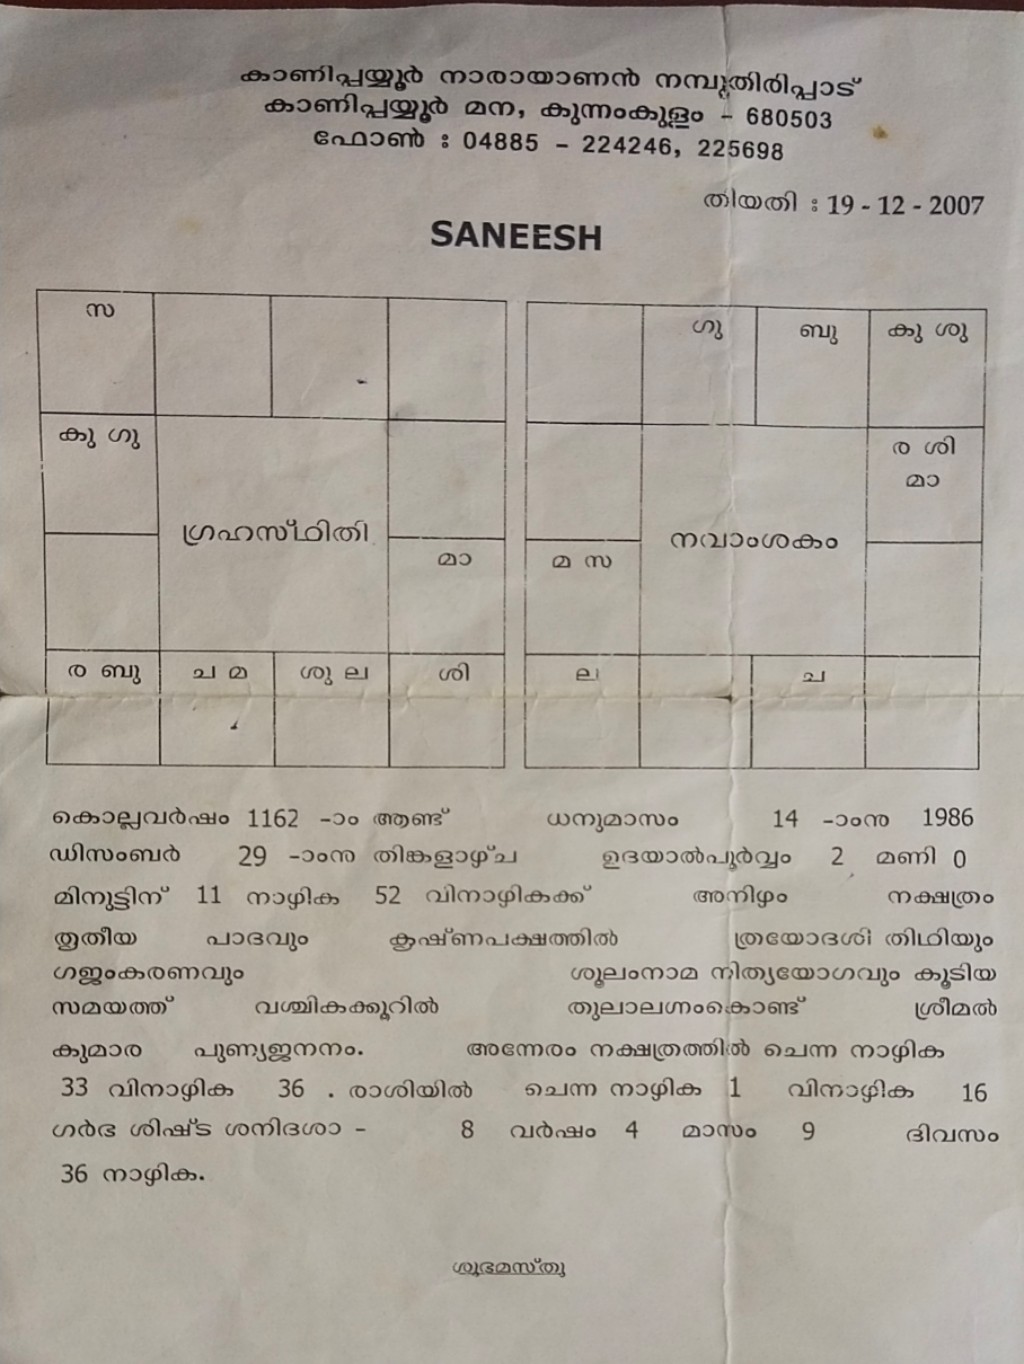 കാണിപ്പയ്യൂർ നാരായാണൻ നമ്പൂതിരിപ്പാട്
കാണിപ്പയ്യൂർ മന, കുന്നംകുളം - 680503
ഫോൺ : 04885 - 224246, 225698
തിയതി : 19 - 12 - 2007
SANEESH
സ
ഗു ബു കു ശു
കു ഗു
ര ശി
മാ
ഗ്രഹസ്ഥിതി
നവാംശകം
മാ
മ സ
ര ബു ച മ ശു ല ശി
ല ച
കൊല്ലവർഷം 1162 -ാം ആണ്ട് ധനുമാസം 14 -ാംനു 1986
ഡിസംബർ 29 -ാംനു തിങ്കളാഴ്ച ഉദയാൽപൂർവ്വം 2 മണി 0
മിനുട്ടിന് 11 നാഴിക 52 വിനാഴികക്ക് അനിഴം നക്ഷത്രം
തൃതീയ പാദവും കൃഷ്ണപക്ഷത്തിൽ ത്രയോദശി തിഥിയും
ഗജംകരണവും ശൂലംനാമ നിത്യയോഗവും കൂടിയ
സമയത്ത് വശ്ചികക്കൂറിൽ തുലാലഗ്നംകൊണ്ട് ശ്രീമൽ
കുമാര പുണ്യജനനം. അന്നേരം നക്ഷത്രത്തിൽ ചെന്ന നാഴിക
33 വിനാഴിക 36 . രാശിയിൽ ചെന്ന നാഴിക 1 വിനാഴിക 16
ഗർഭ ശിഷ്ട ശനിദശാ - 8 വർഷം 4 മാസം 9 ദിവസം
36 നാഴിക.
ശുഭമസ്തു